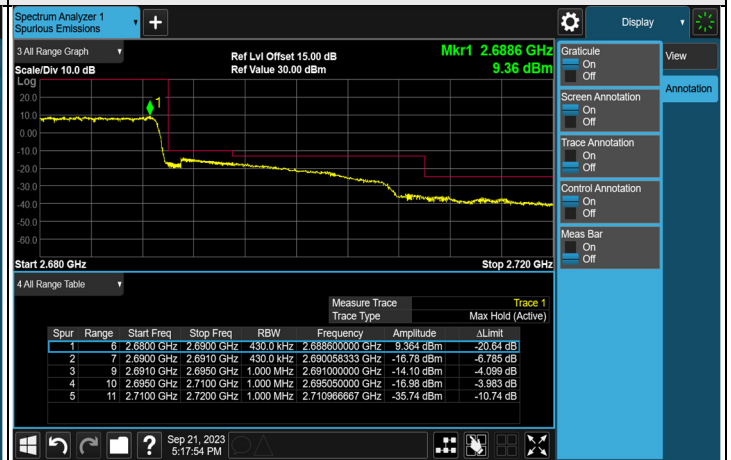 Spectrum Analyzer 1
Spurious Emissions
Display
3 All Range Graph
Ref Lvl Offset 15.00 dB
Mkr1 2.6886 GHz
Scale/Div 10.0 dB
Ref Value 30.00 dBm
9.36 dBm
Log
20.0
10.0
0.00
-10.0
-20.0
-30.0
-40.0
-50.0
-60.0
1
Start 2.680 GHz
Stop 2.720 GHz
Graticule
On
Off
Screen Annotation
On
Off
Trace Annotation
On
Off
Control Annotation
On
Off
Meas Bar
On
Off
View
Annotation
4 All Range Table
Measure Trace Trace 1
Trace Type Max Hold (Active)
Spur Range Start Freq Stop Freq RBW Frequency Amplitude ΔLimit
1 6 2.6800 GHz 2.6900 GHz 430.0 kHz 2.688600000 GHz 9.364 dBm -20.64 dB
2 7 2.6900 GHz 2.6910 GHz 430.0 kHz 2.690058333 GHz -16.78 dBm -6.785 dB
3 9 2.6910 GHz 2.6950 GHz 1.000 MHz 2.691000000 GHz -14.10 dBm -4.099 dB
4 10 2.6950 GHz 2.7100 GHz 1.000 MHz 2.695050000 GHz -16.98 dBm -3.983 dB
5 11 2.7100 GHz 2.7200 GHz 1.000 MHz 2.710966667 GHz -35.74 dBm -10.74 dB
Sep 21, 2023
5:17:54 PM